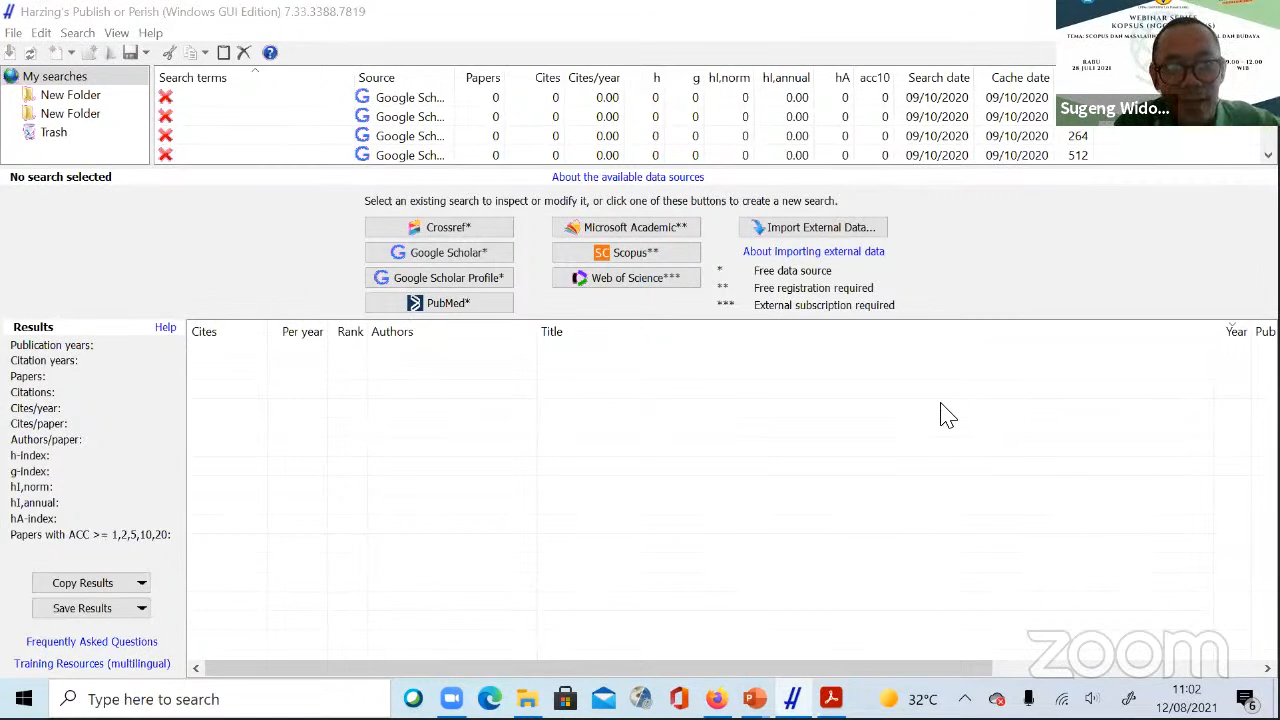 Harzing's Publish or Perish (Windows GUI Edition) 7.33.3388.7819
File Edit Search View Help
My searches
New Folder
New Folder
Trash
Search terms Source Papers Cites Cites/year h g hI,norm hI,annual hA acc10 Search date Cache date
Google Sch... 0 0 0.00 0 0 0 0.00 0 0 09/10/2020 09/10/2020
Google Sch... 0 0 0.00 0 0 0 0.00 0 0 09/10/2020 09/10/2020
Google Sch... 0 0 0.00 0 0 0 0.00 0 0 09/10/2020 09/10/2020 264
Google Sch... 0 0 0.00 0 0 0 0.00 0 0 09/10/2020 09/10/2020 512
WEBINAR SERIES
RABU
28 JULI 2021
12.00
WIB
Sugeng Wido...
No search selected
About the available data sources
Select an existing search to inspect or modify it, or click one of these buttons to create a new search.
Crossref* Microsoft Academic** Import External Data...
Google Scholar* Scopus** About Importing external data
Google Scholar Profile* Web of Science***
PubMed*
* Free data source
** Free registration required
*** External subscription required
Results Help
Publication years:
Citation years:
Papers:
Citations:
Cites/year:
Cites/paper:
Authors/paper:
h-index:
g-index:
hI,norm:
hI,annual:
hA-index:
Papers with ACC >= 1,2,5,10,20:
Copy Results
Save Results
Frequently Asked Questions
Training Resources (multilingual)
Cites Per year Rank Authors Title Year Pub
zoom
Type here to search
32°C
11:02
12/08/2021
6